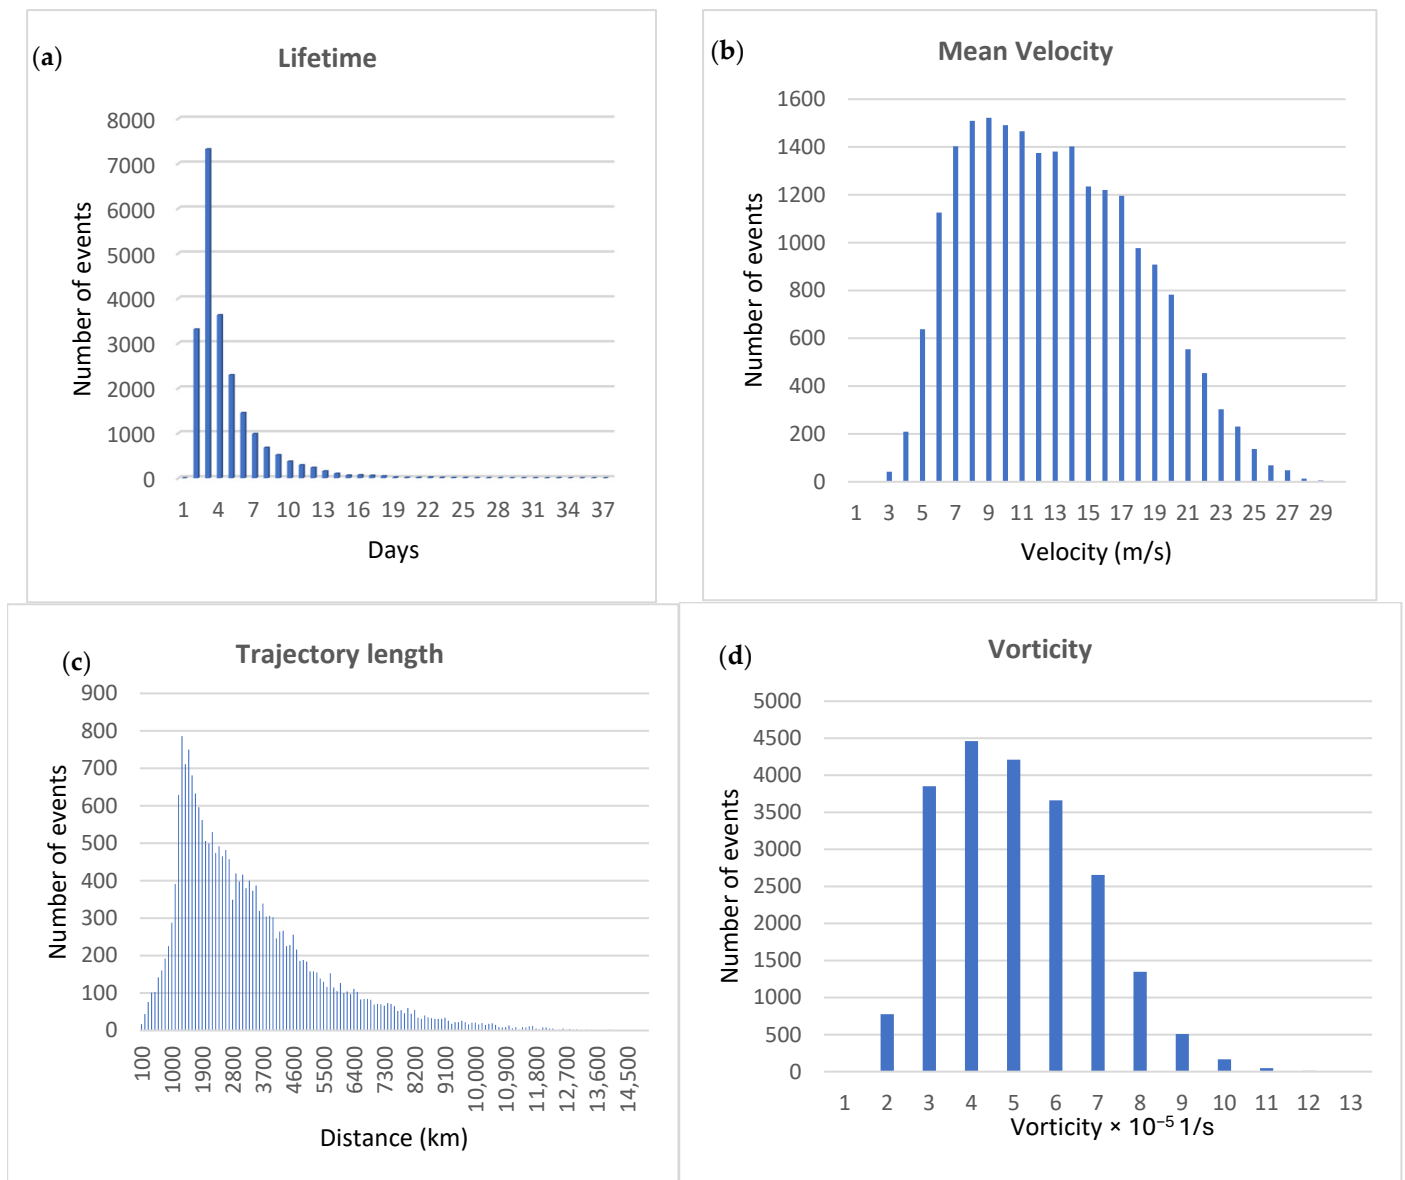 (a)
Lifetime
8000
7000
6000
5000
4000
3000
2000
1000
0
Number of events
1 4 7 10 13 16 19 22 25 28 31 34 37
Days
(b)
Mean Velocity
1600
1400
1200
1000
800
600
400
200
0
Number of events
1 3 5 7 9 11 13 15 17 19 21 23 25 27 29
Velocity (m/s)
(c)
Trajectory length
900
800
700
600
500
400
300
200
100
0
Number of events
100 1000 1900 2800 3700 4600 5500 6400 7300 8200 9100 10,000 10,900 11,800 12,700 13,600 14,500
Distance (km)
(d)
Vorticity
5000
4500
4000
3500
3000
2500
2000
1500
1000
500
0
Number of events
1 2 3 4 5 6 7 8 9 10 11 12 13
Vorticity × 10⁻⁵ 1/s